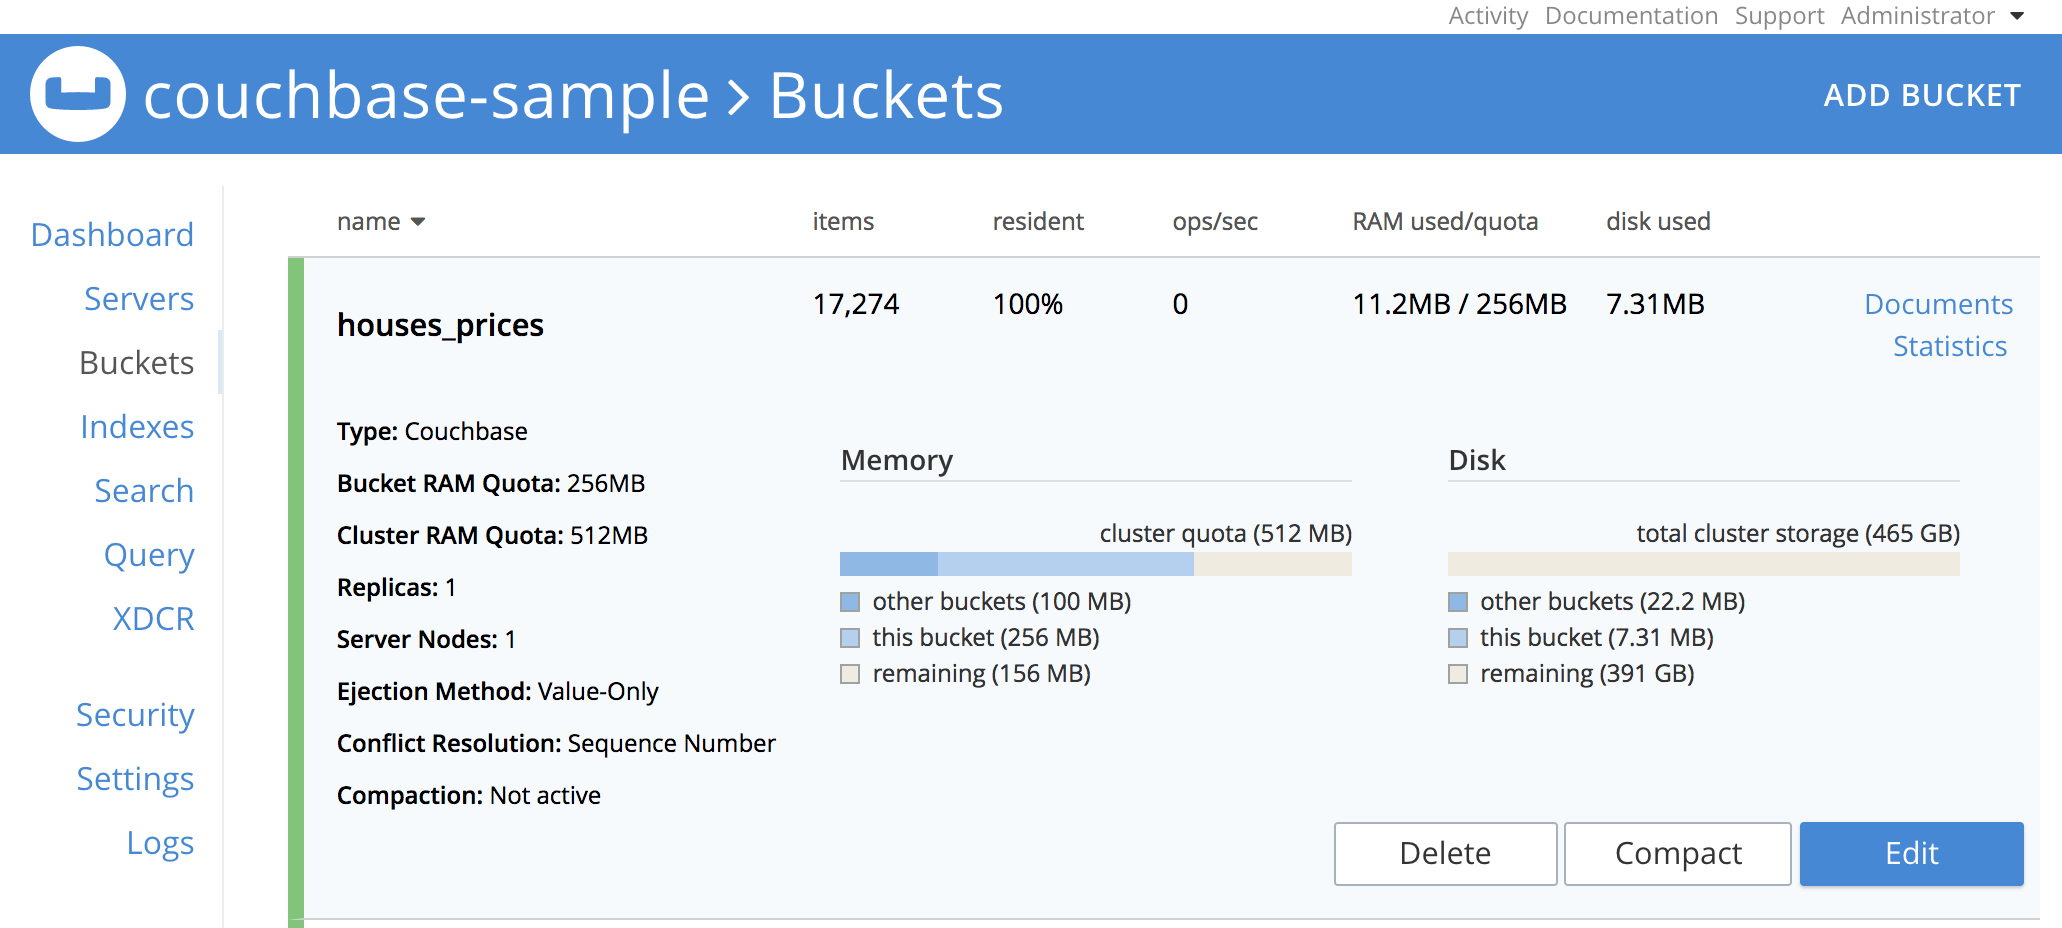 Activity Documentation Support Administrator
couchbase-sample > Buckets
ADD BUCKET
Dashboard
Servers
Buckets
Indexes
Search
Query
XDCR
Security
Settings
Logs
name items resident ops/sec RAM used/quota disk used
houses_prices 17,274 100% 0 11.2MB / 256MB 7.31MB
Documents
Statistics
Type: Couchbase
Bucket RAM Quota: 256MB
Cluster RAM Quota: 512MB
Replicas: 1
Server Nodes: 1
Ejection Method: Value-Only
Conflict Resolution: Sequence Number
Compaction: Not active
Memory
cluster quota (512 MB)
other buckets (100 MB)
this bucket (256 MB)
remaining (156 MB)
Disk
total cluster storage (465 GB)
other buckets (22.2 MB)
this bucket (7.31 MB)
remaining (391 GB)
Delete Compact Edit